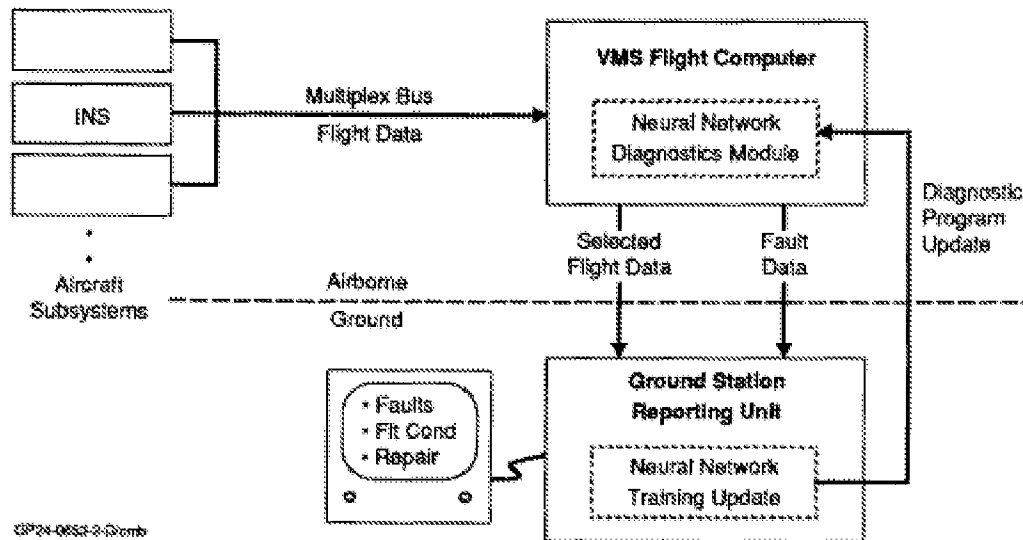 VMS Flight Computer
INS
Multiplex Bus
Flight Data
Neural Network
Diagnostics Module
Diagnostic
Program
Update
Selected
Flight Data
Fault
Data
Aircraft
Subsystems
Airborne
Ground
Ground Station
Reporting Unit
• Faults
• Flt Cond
• Repair
Neural Network
Training Update